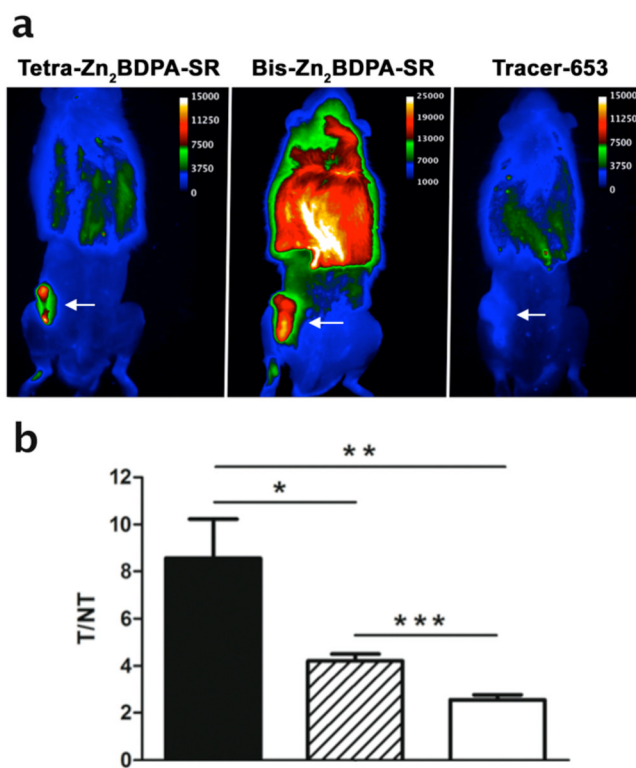 a
Tetra-Zn₂BDPA-SR Bis-Zn₂BDPA-SR Tracer-653
15000 25000 15000
11250 19000 11250
7500 13000 7500
3750 7000 3750
0 1000 0
b
**
*
***
T/NT
12
10
8
6
4
2
0